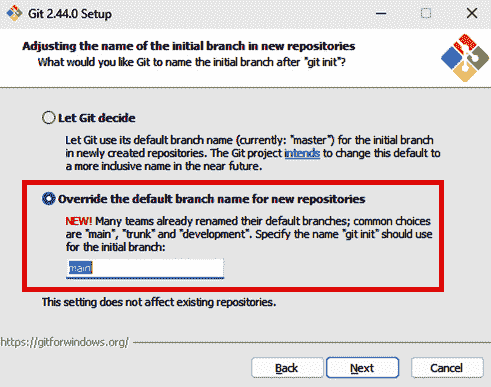 Git 2.44.0 Setup
Adjusting the name of the initial branch in new repositories
What would you like Git to name the initial branch after "git init"?
Let Git decide
Let Git use its default branch name (currently: "master") for the initial branch
in newly created repositories. The Git project intends to change this default to
a more inclusive name in the near future.
Override the default branch name for new repositories
NEW! Many teams already renamed their default branches; common choices
are "main", "trunk" and "development". Specify the name "git init" should use
for the initial branch:
main
This setting does not affect existing repositories.
https://gitforwindows.org/
Back
Next
Cancel